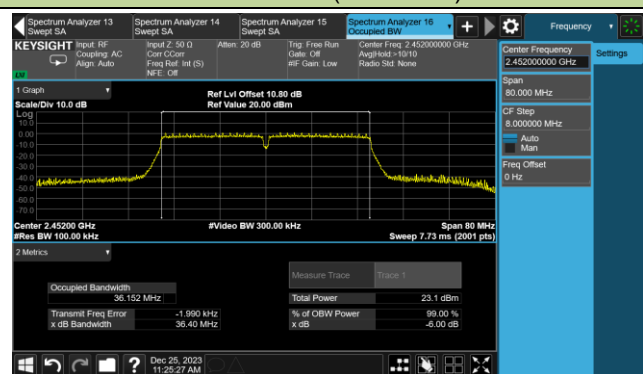 Spectrum Analyzer 13
Swept SA
Spectrum Analyzer 14
Swept SA
Spectrum Analyzer 15
Swept SA
Spectrum Analyzer 16
Occupied BW
Frequency
KEYSIGHT
Input: RF
Coupling: AC
Align: Auto
Input Z: 50 Ω
Corr CCorr
Freq Ref: Int (S)
NFE: Off
Atten: 20 dB
Trig: Free Run
Gate: Off
#IF Gain: Low
Center Freq: 2.452000000 GHz
Avg|Hold:>10/10
Radio Std: None
Center Frequency
2.452000000 GHz
Settings
Span
80.000 MHz
CF Step
8.000000 MHz
Auto
Man
Freq Offset
0 Hz
1 Graph
Scale/Div 10.0 dB
Ref Lvl Offset 10.80 dB
Ref Value 20.00 dBm
Log
10.0
0.00
-10.0
-20.0
-30.0
-40.0
-50.0
-60.0
-70.0
Center 2.45200 GHz
#Res BW 100.00 kHz
#Video BW 300.00 kHz
Span 80 MHz
Sweep 7.73 ms (2001 pts)
2 Metrics
Measure Trace
Trace 1
Occupied Bandwidth
36.152 MHz
Total Power
23.1 dBm
Transmit Freq Error
-1.990 kHz
% of OBW Power
99.00 %
x dB Bandwidth
36.40 MHz
x dB
-6.00 dB
Dec 25, 2023
11:25:27 AM